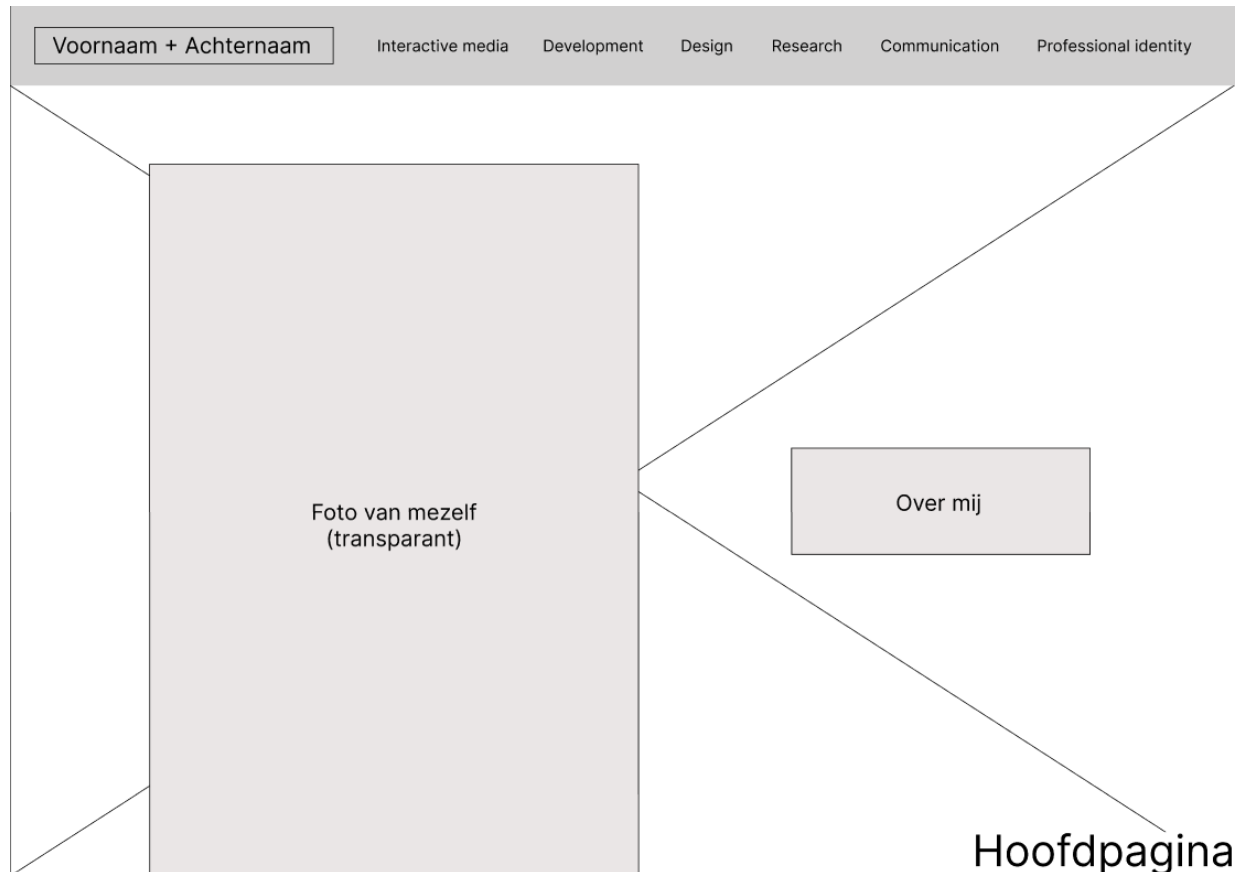 Voornaam + Achternaam Interactive media Development Design Research Communication Professional identity
Foto van mezelf
(transparant)
Over mij
Hoofdpagina